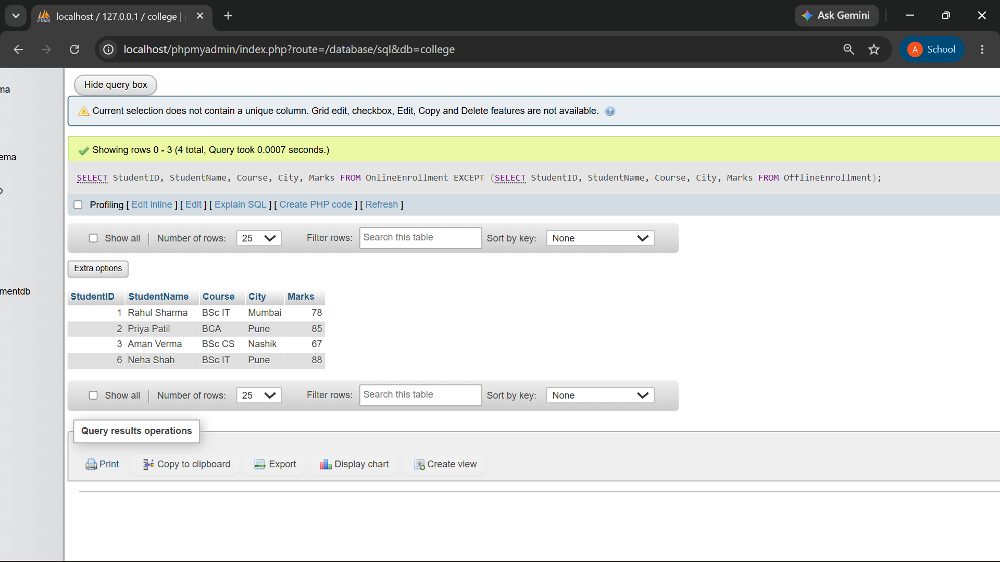 localhost / 127.0.0.1 / college |
Ask Gemini
localhost/phpmyadmin/index.php?route=/database/sql&db=college
A School
ma
ema
mentdb
Hide query box
Current selection does not contain a unique column. Grid edit, checkbox, Edit, Copy and Delete features are not available.
Showing rows 0 - 3 (4 total, Query took 0.0007 seconds.)
SELECT StudentID, StudentName, Course, City, Marks FROM OnlineEnrollment EXCEPT (SELECT StudentID, StudentName, Course, City, Marks FROM OfflineEnrollment);
Profiling [ Edit inline ] [ Edit ] [ Explain SQL ] [ Create PHP code ] [ Refresh ]
Show all | Number of rows: 25 Filter rows: Search this table Sort by key: None
Extra options
StudentID StudentName Course City Marks
1 Rahul Sharma BSc IT Mumbai 78
2 Priya Patil BCA Pune 85
3 Aman Verma BSc CS Nashik 67
6 Neha Shah BSc IT Pune 88
Show all | Number of rows: 25 Filter rows: Search this table Sort by key: None
Query results operations
Print Copy to clipboard Export Display chart Create view